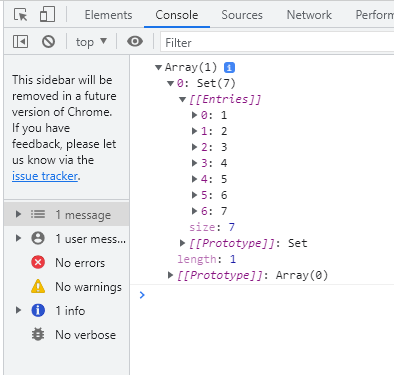 Elements Console Sources Network Perform
top Filter
This sidebar will be
removed in a future
version of Chrome.
If you have
feedback, please let
us know via the
issue tracker.
1 message
1 user mess...
No errors
No warnings
1 info
No verbose
Array(1) i
0: Set(7)
[[Entries]]
0: 1
1: 2
2: 3
3: 4
4: 5
5: 6
6: 7
size: 7
[[Prototype]]: Set
length: 1
[[Prototype]]: Array(0)